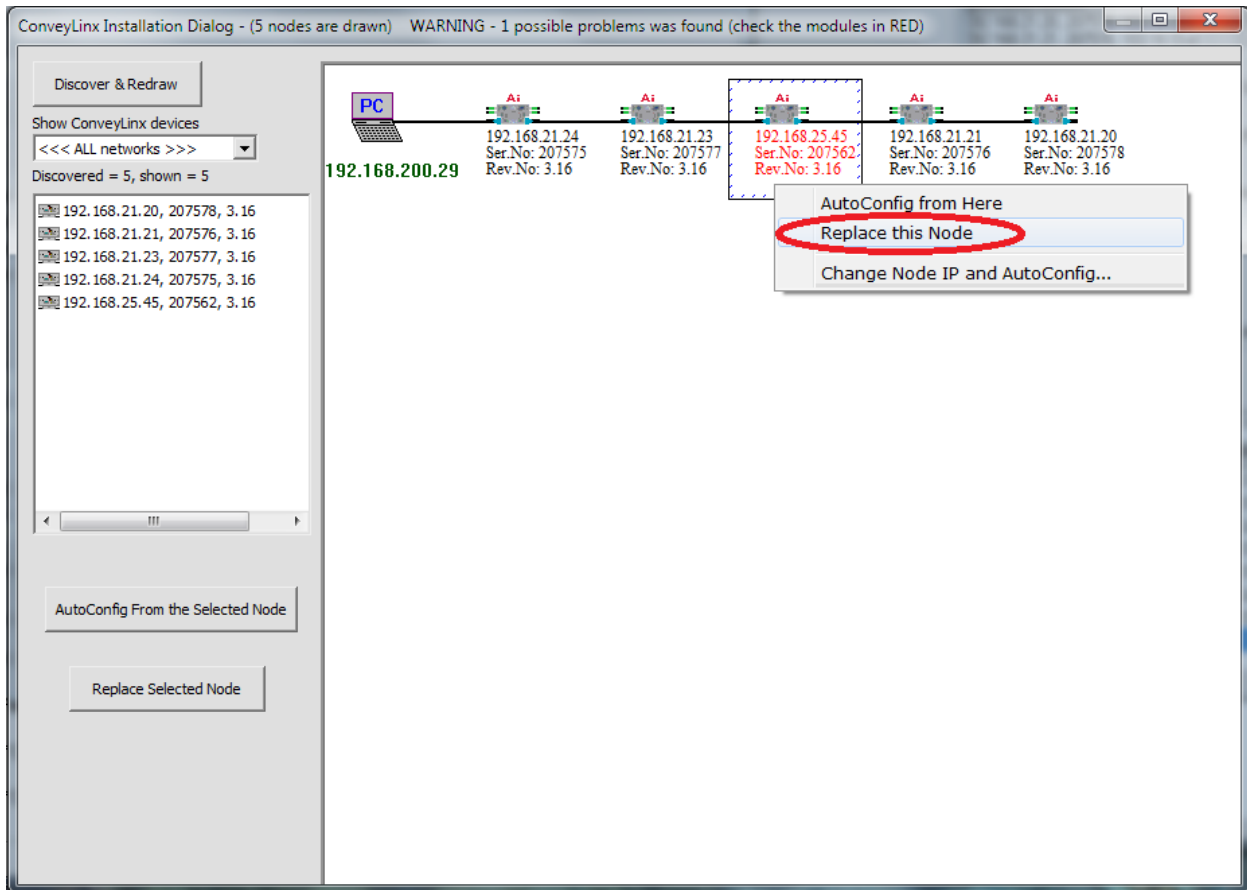 ConveyLinx Installation Dialog - (5 nodes are drawn) WARNING - 1 possible problems was found (check the modules in RED)
Discover & Redraw
Show ConveyLinx devices
<<< ALL networks >>>
Discovered = 5, shown = 5
192.168.21.20, 207578, 3.16
192.168.21.21, 207576, 3.16
192.168.21.23, 207577, 3.16
192.168.21.24, 207575, 3.16
192.168.25.45, 207562, 3.16
AutoConfig From the Selected Node
Replace Selected Node
PC
192.168.200.29
Ai
192.168.21.24
Ser.No: 207575
Rev.No: 3.16
Ai
192.168.21.23
Ser.No: 207577
Rev.No: 3.16
Ai
192.168.25.45
Ser.No: 207562
Rev.No: 3.16
Ai
192.168.21.21
Ser.No: 207576
Rev.No: 3.16
Ai
192.168.21.20
Ser.No: 207578
Rev.No: 3.16
AutoConfig from Here
Replace this Node
Change Node IP and AutoConfig...